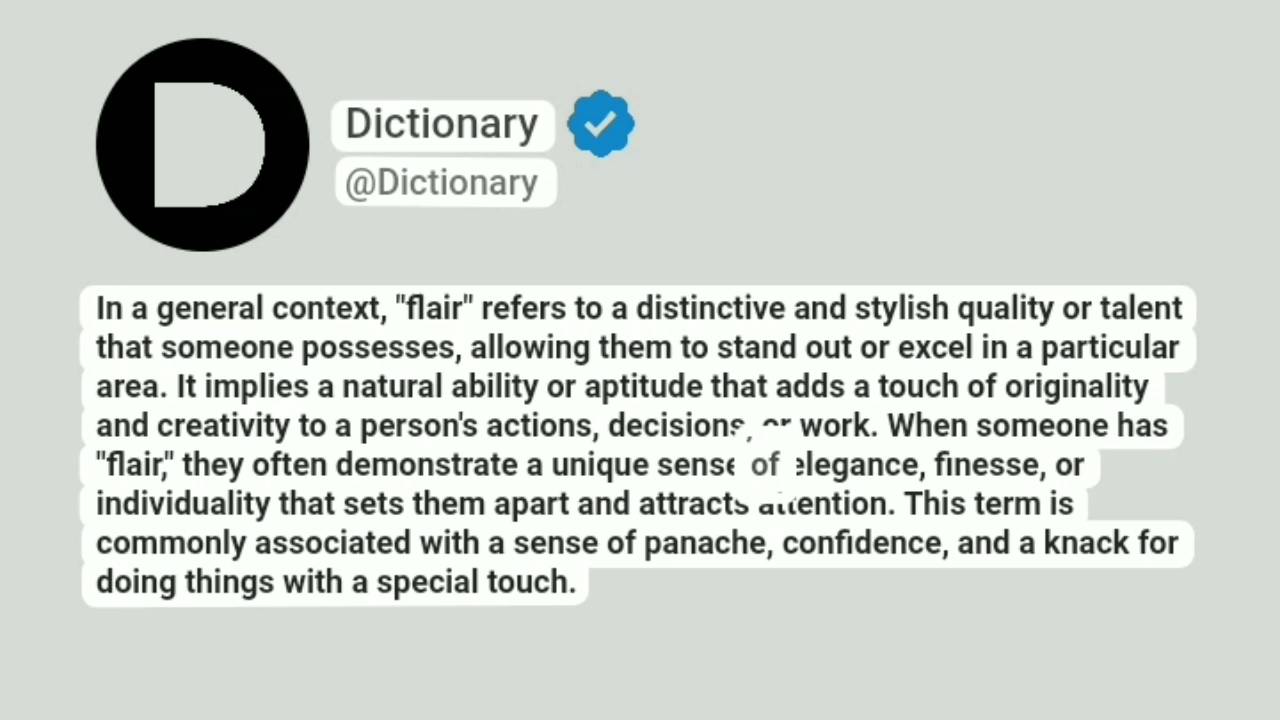 D
Dictionary
@Dictionary
In a general context, "flair" refers to a distinctive and stylish quality or talent
that someone possesses, allowing them to stand out or excel in a particular
area. It implies a natural ability or aptitude that adds a touch of originality
and creativity to a person's actions, decisions, or work. When someone has
"flair," they often demonstrate a unique sense of elegance, finesse, or
individuality that sets them apart and attracts attention. This term is
commonly associated with a sense of panache, confidence, and a knack for
doing things with a special touch.